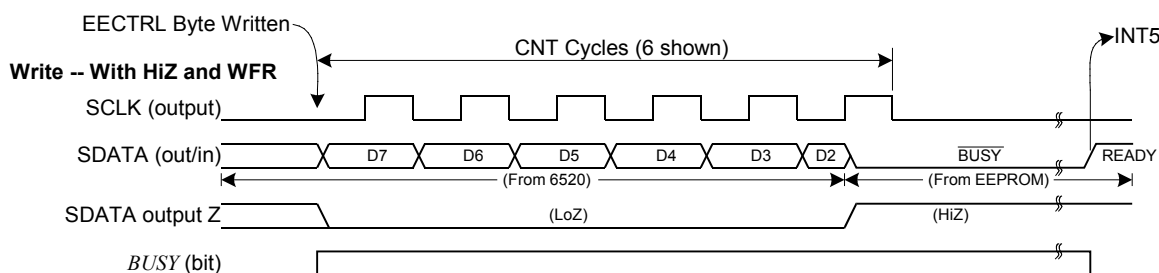 EECTRL Byte Written
INT5
CNT Cycles (6 shown)
Write -- With HiZ and WFR
SCLK (output)
SDATA (out/in)
D7 D6 D5 D4 D3 D2 BUSY READY
(From 6520) (From EEPROM)
SDATA output Z
(LoZ) (HiZ)
BUSY (bit)